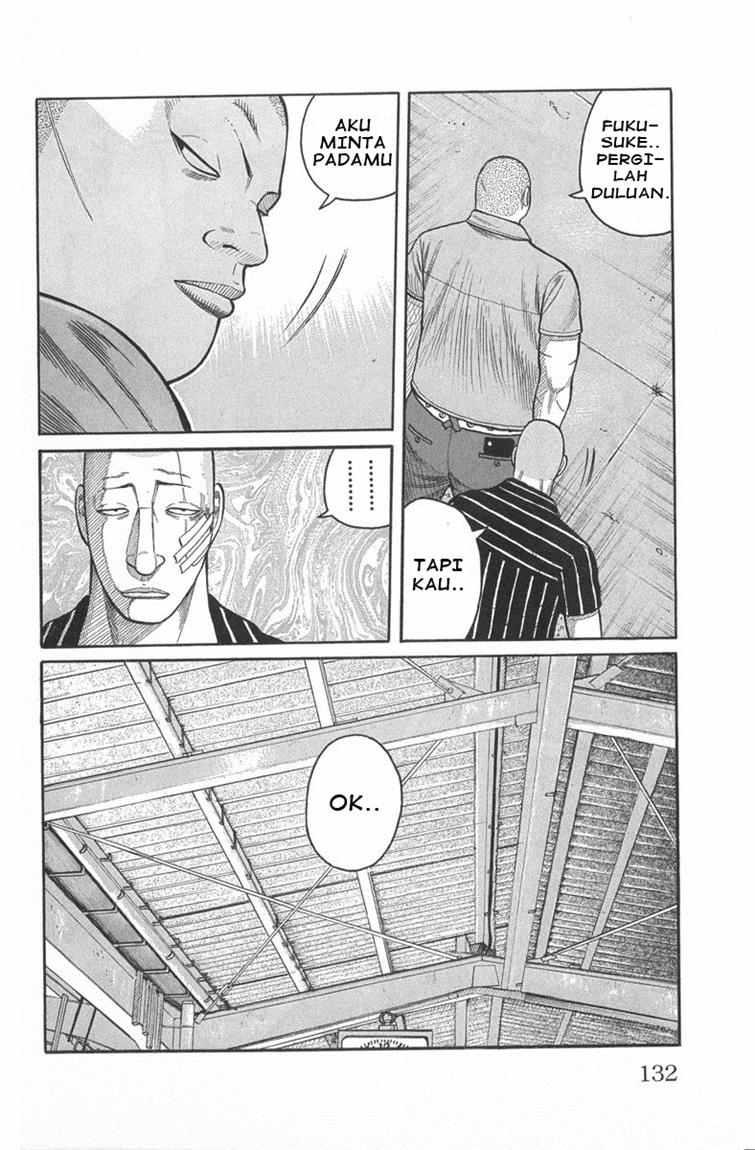 FUKU-
SUKE..
PERGI-
LAH
DULUAN.
TAPI
KAU..
AKU
MINTA
PADAMU
......
OK..
132